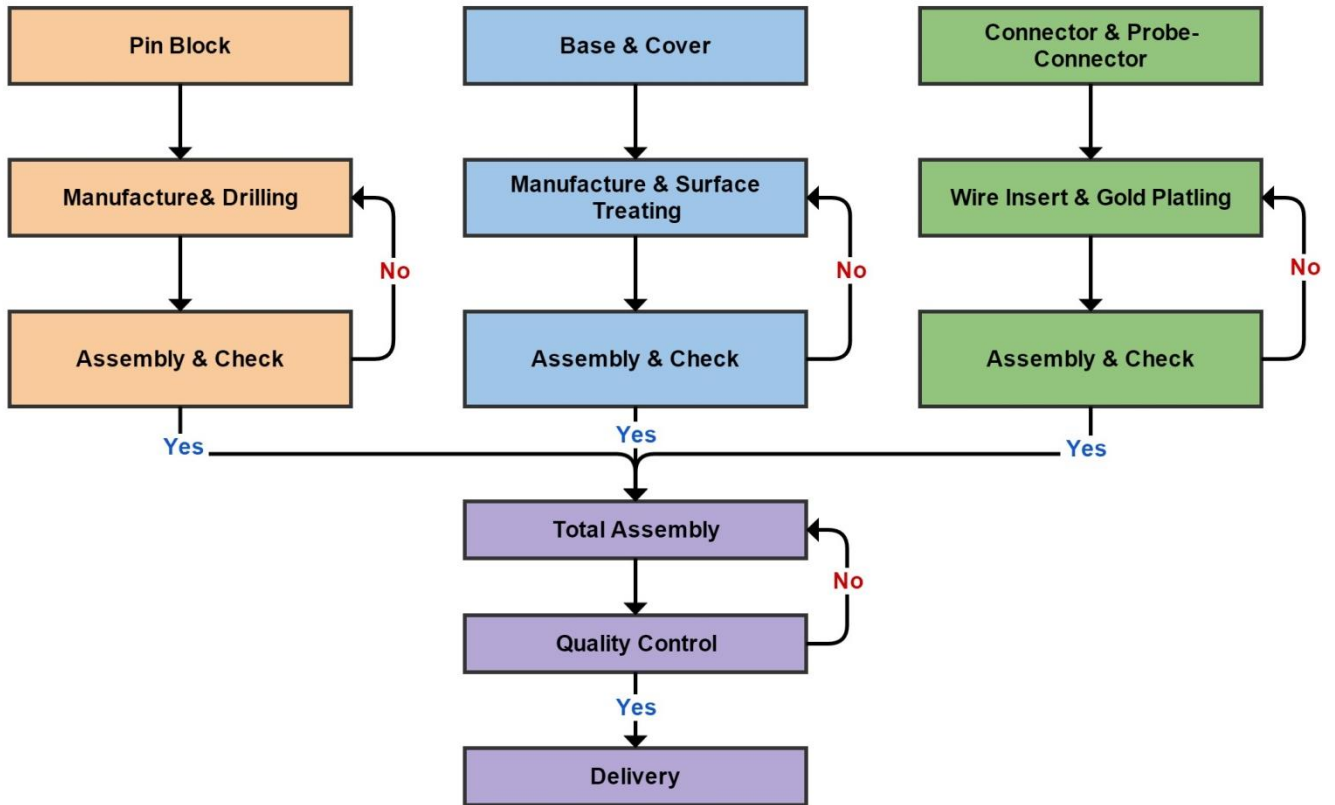 Pin Block
Base & Cover
Connector & Probe-
Connector
Manufacture& Drilling
Manufacture & Surface
Treating
Wire Insert & Gold Platling
No
No
No
Assembly & Check
Assembly & Check
Assembly & Check
Yes
Yes
Yes
Total Assembly
No
Quality Control
Yes
Delivery